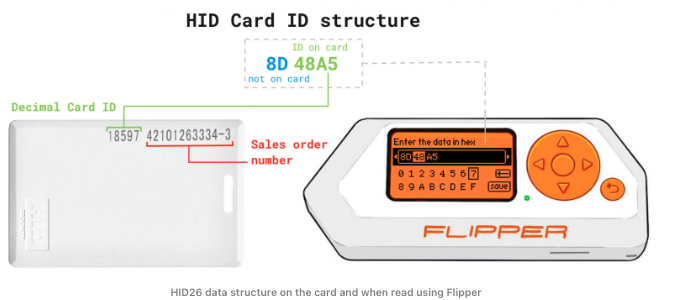 HID Card ID structure
ID on card
8D 48A5
not on card
Decimal Card ID
18597 42101263334-3
Sales order
number
HID
Enter the data in hex
8D 48 A5
0 1 2 3 4 5 6 7
8 9 A B C D E F save
FLIPPER
HID26 data structure on the card and when read using Flipper